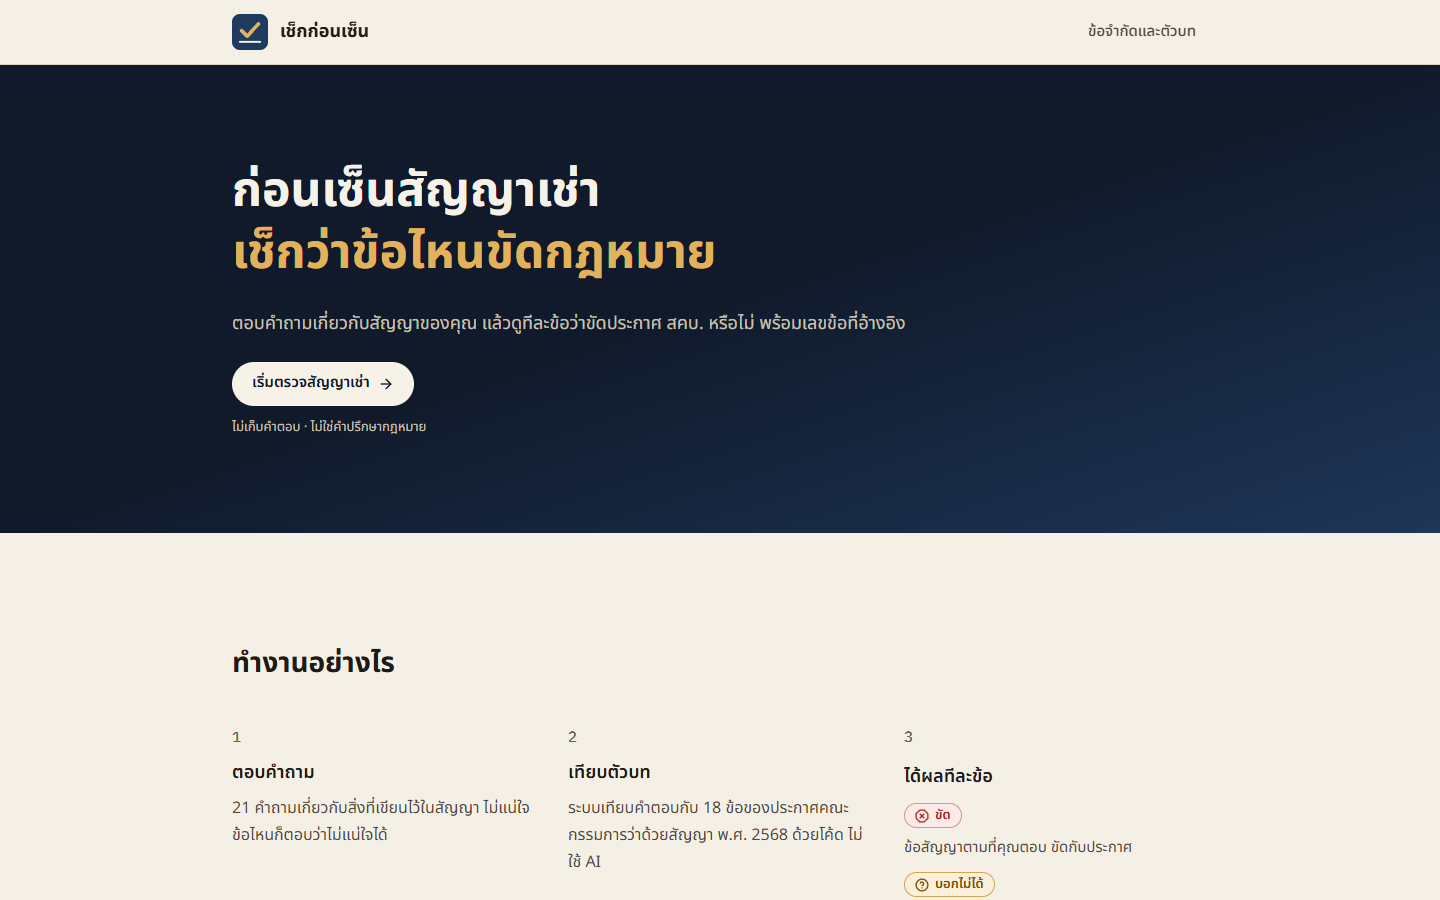 เช็กก่อนเซ็น
ข้อจำกัดและตัวบท
ก่อนเซ็นสัญญาเช่า
เช็กว่าข้อไหนขัดกฎหมาย
ตอบคำถามเกี่ยวกับสัญญาของคุณ แล้วดูทีละข้อว่าขัดประกาศ สคบ. หรือไม่ พร้อมเลขข้อที่อ้างอิง
เริ่มตรวจสัญญาเช่า →
ไม่เก็บคำตอบ · ไม่ใช่คำปรึกษากฎหมาย
ทำงานอย่างไร
1
ตอบคำถาม
21 คำถามเกี่ยวกับสิ่งที่เขียนไว้ในสัญญา ไม่แน่ใจ
ข้อไหนก็ตอบว่าไม่แน่ใจได้
2
เทียบตัวบท
ระบบเทียบคำตอบกับ 18 ข้อของประกาศคณะ
กรรมการว่าด้วยสัญญา พ.ศ. 2568 ด้วยโค้ด ไม่
ใช้ AI
3
ได้ผลทีละข้อ
ขัด
ข้อสัญญาตามที่คุณตอบ ขัดกับประกาศ
บอกไม่ได้